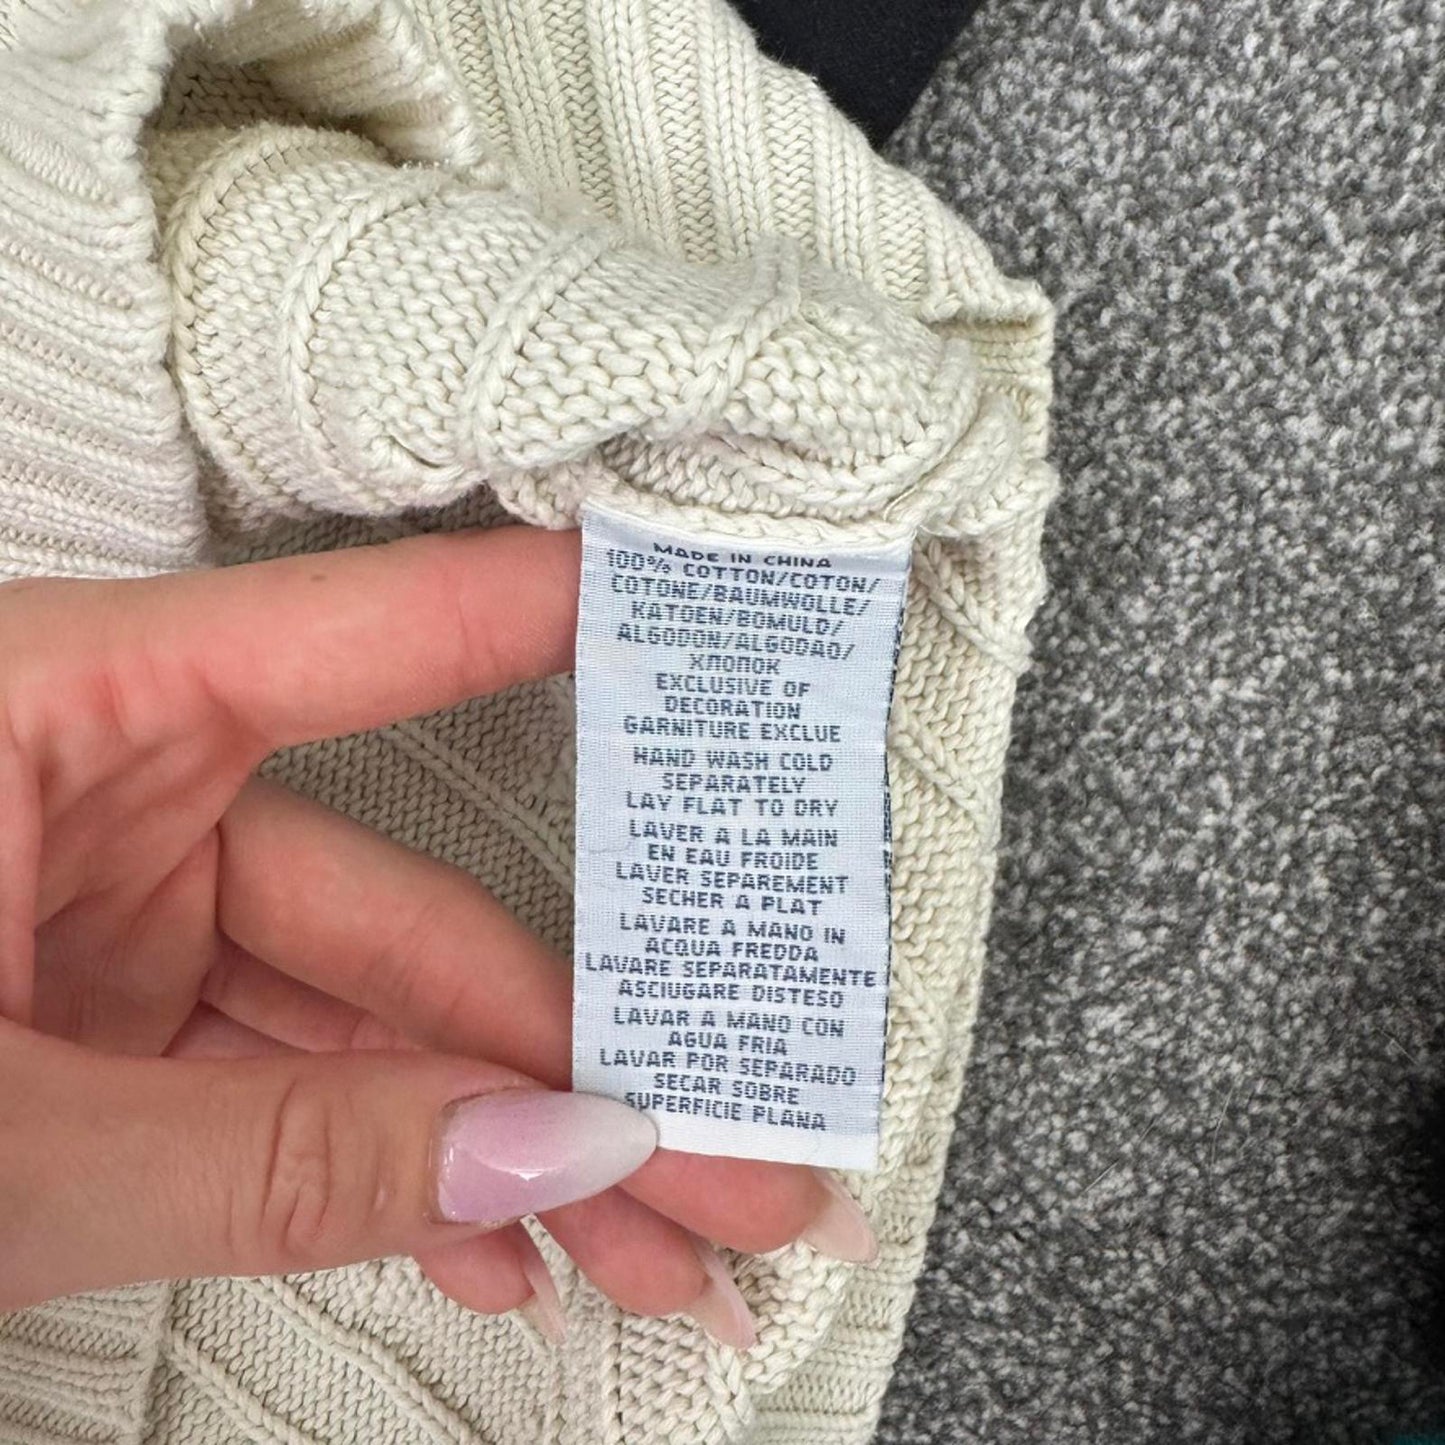 MADE IN CHINA
100% COTTON/COTON/
COTONE/BAUMWOLLE/
KATOEN/BOMULD/
ALGODON/ALGODAO/
ХЛОПОК
EXCLUSIVE OF
DECORATION
GARNITURE EXCLUE
HAND WASH COLD
SEPARATELY
LAY FLAT TO DRY
LAVER A LA MAIN
EN EAU FROIDE
LAVER SEPAREMENT
SECHER A PLAT
LAVARE A MANO IN
ACQUA FREDDA
LAVARE SEPARATAMENTE
ASCIUGARE DISTESO
LAVAR A MANO CON
AGUA FRIA
LAVAR POR SEPARADO
SECAR SOBRE
SUPERFICIE PLANA